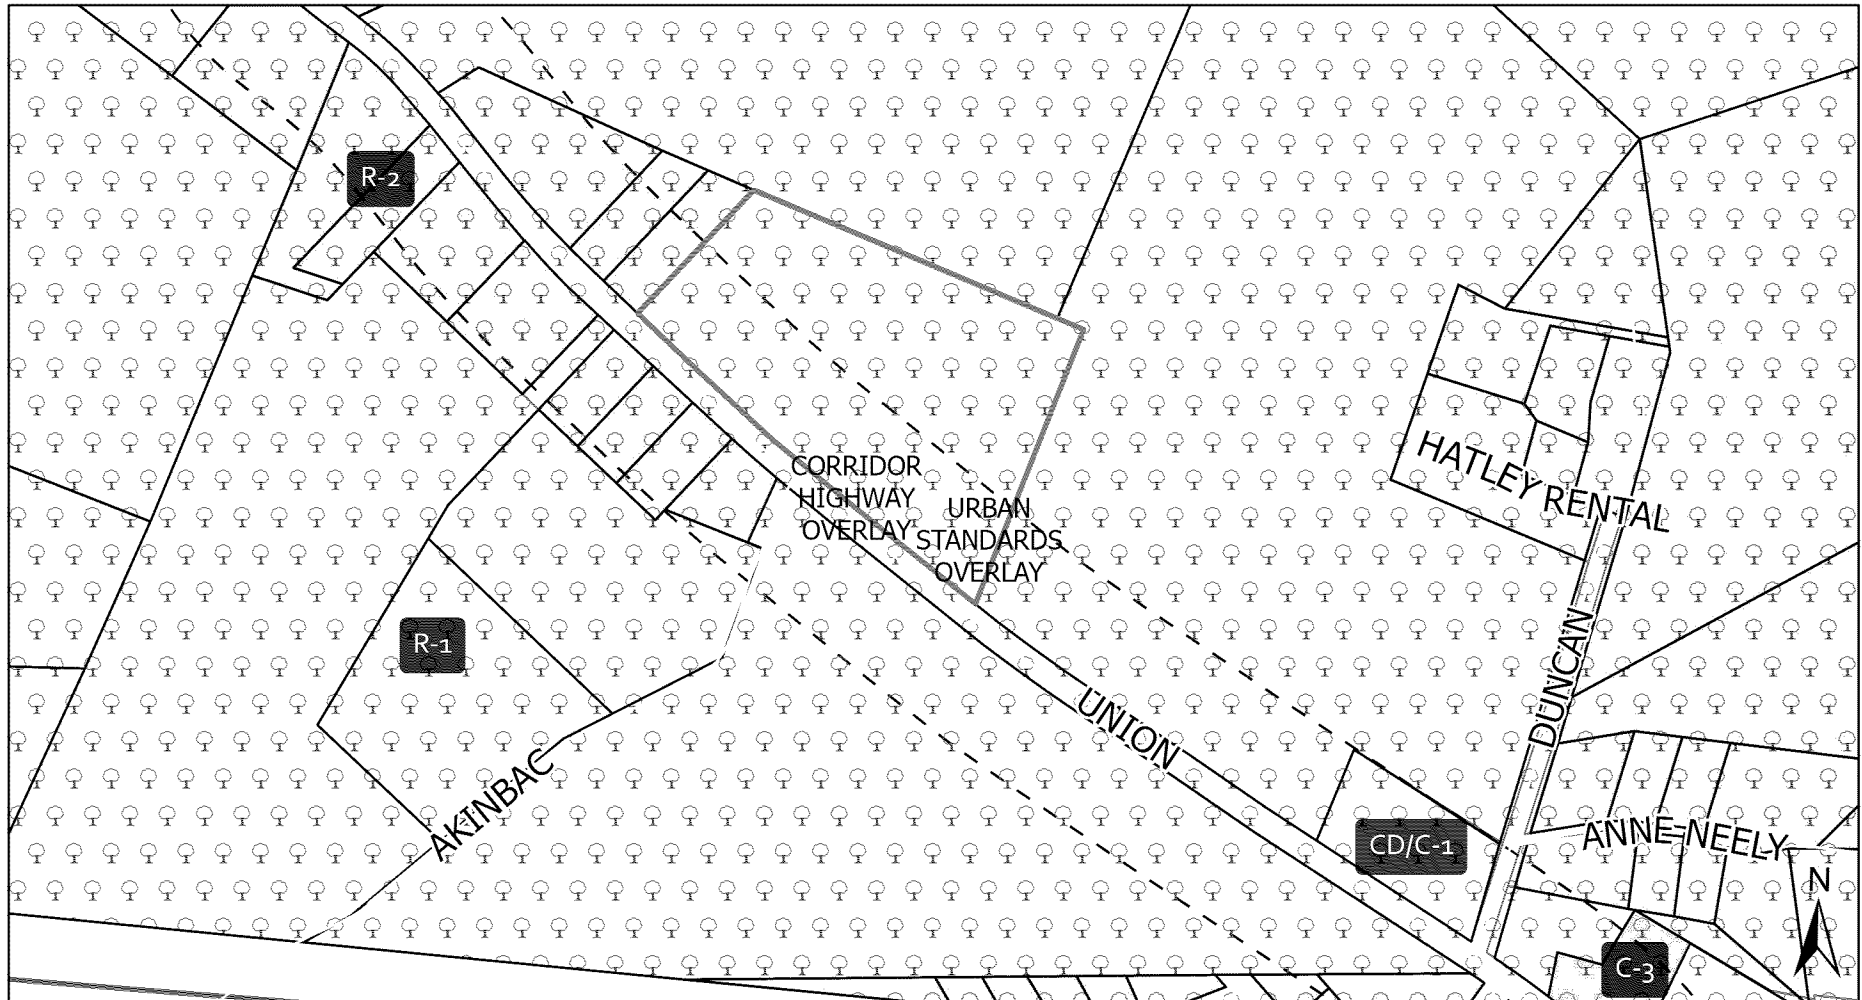 R-2
CORRIDOR
HIGHWAY
OVERLAY
URBAN
STANDARDS
OVERLAY
HATLEY RENTAL
R-1
DUNCAN
UNION
AKINBAC
CD/C-1
ANNE NEELY
N
C-3